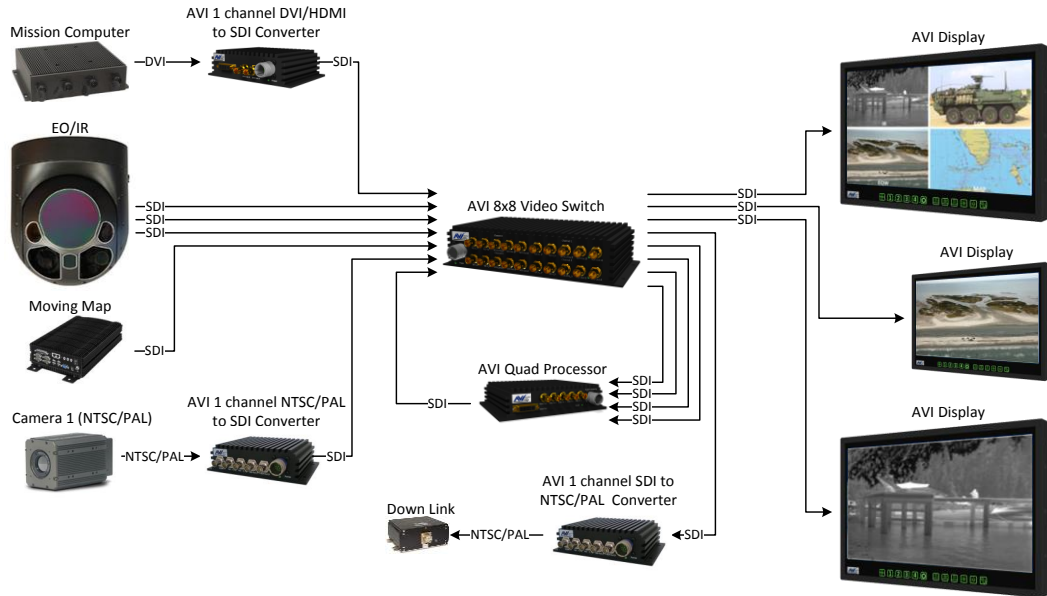 AVI 1 channel DVI/HDMI
to SDI Converter
Mission Computer
DVI
SDI
AVI Display
EO/IR
SDI
SDI
SDI
AVI 8x8 Video Switch
SDI
SDI
SDI
MAP
AVI Display
Moving Map
SDI
AVI Quad Processor
SDI
SDI
SDI
SDI
SDI
Camera 1 (NTSC/PAL)
AVI 1 channel NTSC/PAL
to SDI Converter
NTSC/PAL
SDI
AVI Display
AVI 1 channel SDI to
NTSC/PAL Converter
Down Link
NTSC/PAL
SDI